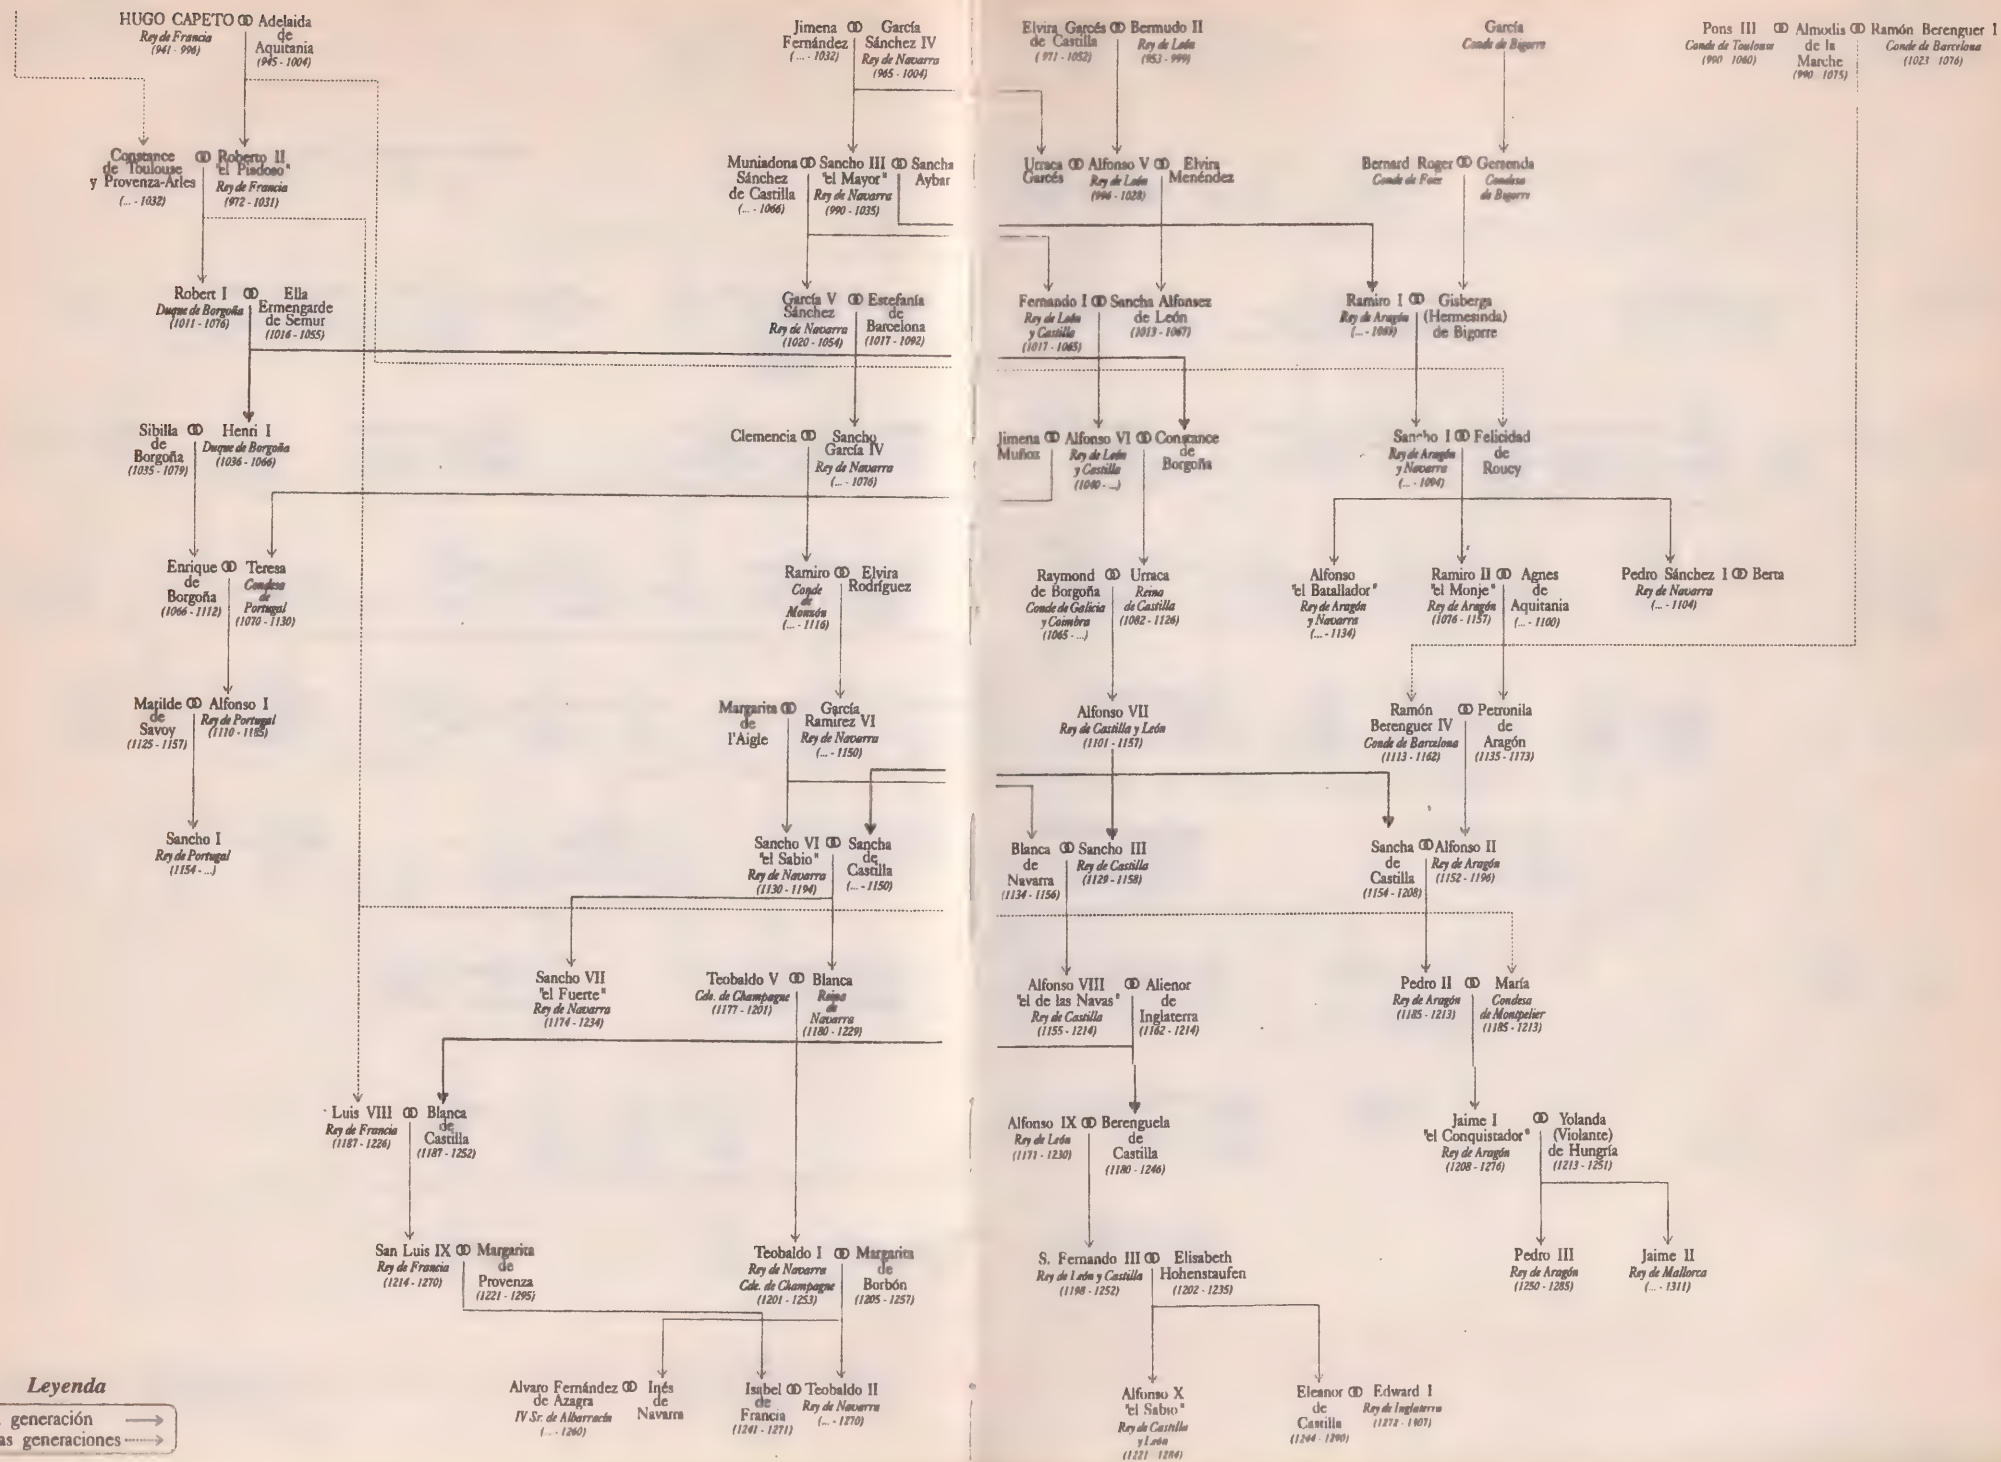 HUGO CAPETO ⚭ Adelaida
Rey de Francia
(941 - 996)
de
Aquitania
(945 - 1004)
Jimena ⚭ García
Fernández
(... - 1032)
Sánchez IV
Rey de Navarra
(965 - 1004)
Elvira Garcés ⚭ Bermudo II
de Castilla
(971 - 1052)
Rey de León
(953 - 999)
García
Conde de Bigorre
Pons III ⚭ Almodis ⚭ Ramón Berenguer I
Conde de Toulouse
(990 1060)
de la
Marche
(990 1075)
Conde de Barcelona
(1023 1076)
Constance ⚭ Roberto II
de Toulouse
y Provenza-Arles
(... - 1032)
"el Piadoso"
Rey de Francia
(972 - 1031)
Muniadona ⚭ Sancho III ⚭ Sancha
Sánchez
de Castilla
(... - 1066)
"el Mayor"
Rey de Navarra
(990 - 1035)
Aybar
Urraca ⚭ Alfonso V ⚭ Elvira
Garcés
Rey de León
(996 - 1028)
Menéndez
Bernard Roger ⚭ Gersenda
Conde de Foix
Condesa
de Bigorre
Robert I ⚭ Ella
Duque de Borgoña
(1011 - 1076)
Ermengarde
de Semur
(1016 - 1055)
García V ⚭ Estefanía
Sánchez
Rey de Navarra
(1020 - 1054)
de
Barcelona
(1017 - 1092)
Fernando I ⚭ Sancha Alfonsez
Rey de León
y Castilla
(1017 - 1065)
de León
(1013 - 1067)
Ramiro I ⚭ Gisberga
Rey de Aragón
(Hermesinda)
de Bigorre
Sibilla ⚭ Henri I
de
Borgoña
(1035 - 1079)
Duque de Borgoña
(1036 - 1066)
Clemencia ⚭ Sancho
García IV
Rey de Navarra
(... - 1076)
Jimena ⚭ Alfonso VI ⚭ Constance
Muñoz
Rey de León
y Castilla
(1040 - ...)
de
Borgoña
Sancho I ⚭ Felicidad
Rey de Aragón
y Navarra
(... - 1094)
de
Roucy
Enrique ⚭ Teresa
de
Borgoña
(1066 - 1112)
Condesa
de
Portugal
(1070 - 1130)
Ramiro ⚭ Elvira
Conde
de
Monzón
(... - 1116)
Rodríguez
Raymond ⚭ Urraca
de Borgoña
Conde de Galicia
y Coimbra
(1065 - ...)
Reina
de Castilla
(1082 - 1126)
Alfonso
"el Batallador"
Rey de Aragón
y Navarra
(... - 1134)
Ramiro II ⚭ Agnes
"el Monje"
Rey de Aragón
(1076 - 1157)
de
Aquitania
(... - 1100)
Pedro Sánchez I ⚭ Berta
Rey de Navarra
(... - 1104)
Matilde ⚭ Alfonso I
de
Savoy
(1125 - 1157)
Rey de Portugal
(1110 - 1185)
Margarita ⚭ García
de
l'Aigle
Ramírez VI
Rey de Navarra
(... - 1150)
Alfonso VII
Rey de Castilla y León
(1101 - 1157)
Ramón ⚭ Petronila
Berenguer IV
Conde de Barcelona
(1113 - 1162)
de
Aragón
(1135 - 1173)
Sancho I
Rey de Portugal
(1154 - ...)
Sancho VI ⚭ Sancha
"el Sabio"
Rey de Navarra
(1130 - 1194)
de
Castilla
(... - 1150)
Blanca ⚭ Sancho III
de
Navarra
(1134 - 1156)
Rey de Castilla
(1129 - 1158)
Sancha ⚭ Alfonso II
de
Castilla
(1154 - 1208)
Rey de Aragón
(1152 - 1196)
Sancho VII
"el Fuerte"
Rey de Navarra
(1174 - 1234)
Teobaldo V ⚭ Blanca
Cde. de Champagne
(1177 - 1201)
Reina
de
Navarra
(1180 - 1229)
Alfonso VIII ⚭ Alienor
"el de las Navas"
Rey de Castilla
(1155 - 1214)
de
Inglaterra
(1162 - 1214)
Pedro II ⚭ María
Rey de Aragón
(1185 - 1213)
Condesa
de Montpelier
(1185 - 1213)
Luis VIII ⚭ Blanca
Rey de Francia
(1187 - 1226)
de
Castilla
(1187 - 1252)
Alfonso IX ⚭ Berenguela
Rey de León
(1171 - 1230)
de
Castilla
(1180 - 1246)
Jaime I ⚭ Yolanda
"el Conquistador"
Rey de Aragón
(1208 - 1276)
(Violante)
de Hungría
(1213 - 1251)
San Luis IX ⚭ Margarita
Rey de Francia
(1214 - 1270)
de
Provenza
(1221 - 1295)
Teobaldo I ⚭ Margarita
Rey de Navarra
Cde. de Champagne
(1201 - 1253)
de
Borbón
(1205 - 1257)
S. Fernando III ⚭ Elisabeth
Rey de León y Castilla
(1198 - 1252)
Hohenstaufen
(1202 - 1235)
Pedro III
Rey de Aragón
(1250 - 1285)
Jaime II
Rey de Mallorca
(... - 1311)
Alvaro Fernández ⚭ Inés
de Azagra
IV Sr. de Albarracín
(... - 1260)
de
Navarra
Isabel ⚭ Teobaldo II
de
Francia
(1241 - 1271)
Rey de Navarra
(... - 1270)
Alfonso X
"el Sabio"
Rey de Castilla
y León
(1221 1284)
Eleanor ⚭ Edward I
de
Castilla
(1244 - 1290)
Rey de Inglaterra
(1272 - 1307)
Leyenda
generación
as generaciones